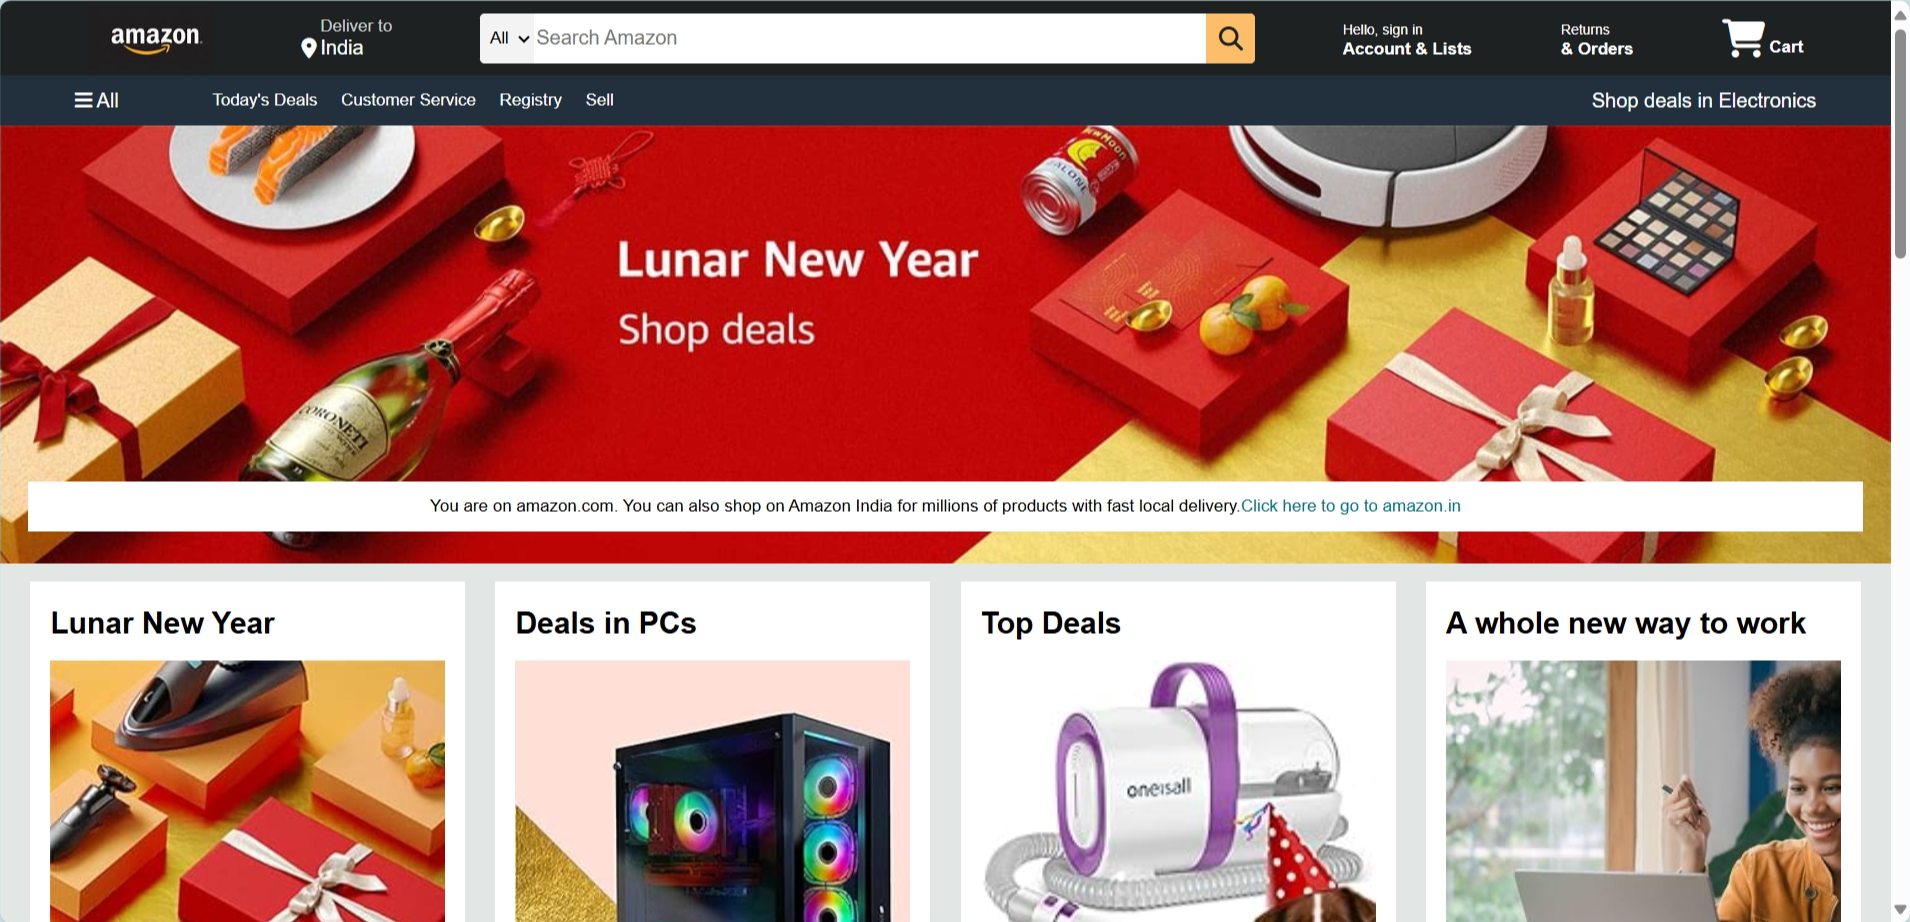 amazon
Deliver to
India
All
Search Amazon
Hello, sign in
Account & Lists
Returns
& Orders
Cart
All
Today's Deals
Customer Service
Registry
Sell
Shop deals in Electronics
Lunar New Year
Shop deals
CORONETI
You are on amazon.com. You can also shop on Amazon India for millions of products with fast local delivery.Click here to go to amazon.in
Lunar New Year
Deals in PCs
Top Deals
A whole new way to work
oneisall